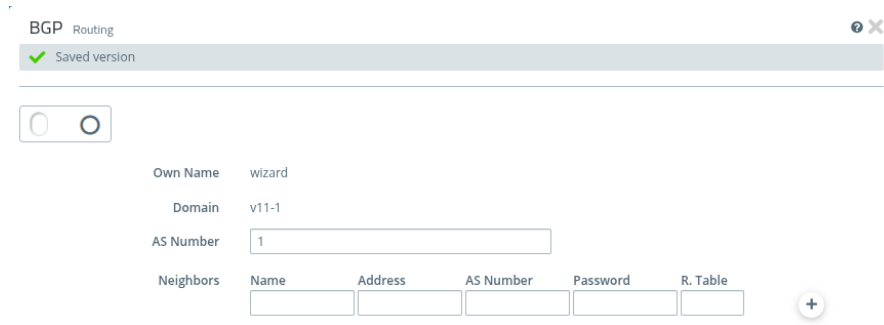 BGP Routing
Saved version
Own Name wizard
Domain v11-1
AS Number 1
Neighbors Name Address AS Number Password R. Table